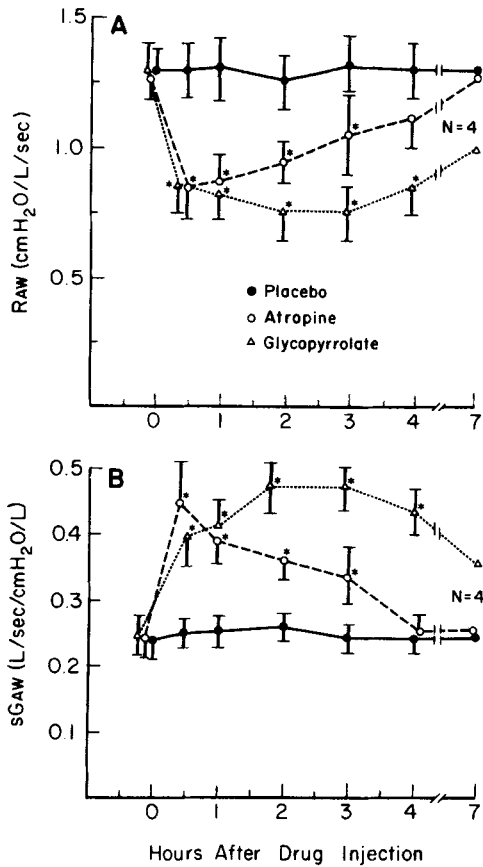 A
1.5
1.0
0.5
RAW (cmH2O/L/sec)
* * * * * * * * *
N=4
● Placebo
○ Atropine
△ Glycopyrrolate
0 1 2 3 4 7
B
0.5
0.4
0.3
0.2
0.1
sGAW (L/sec/cmH2O/L)
* * * * * * * * *
N=4
0 1 2 3 4 7
Hours After Drug Injection